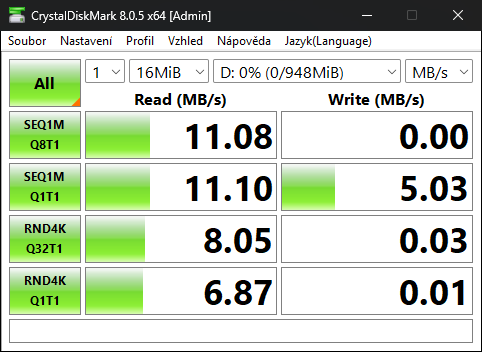 CrystalDiskMark 8.0.5 x64 [Admin]
Soubor Nastavení Profil Vzhled Nápověda Jazyk(Language)
All 1 16MiB D: 0% (0/948MiB) MB/s
Read (MB/s) Write (MB/s)
SEQ1M
Q8T1 11.08 0.00
SEQ1M
Q1T1 11.10 5.03
RND4K
Q32T1 8.05 0.03
RND4K
Q1T1 6.87 0.01